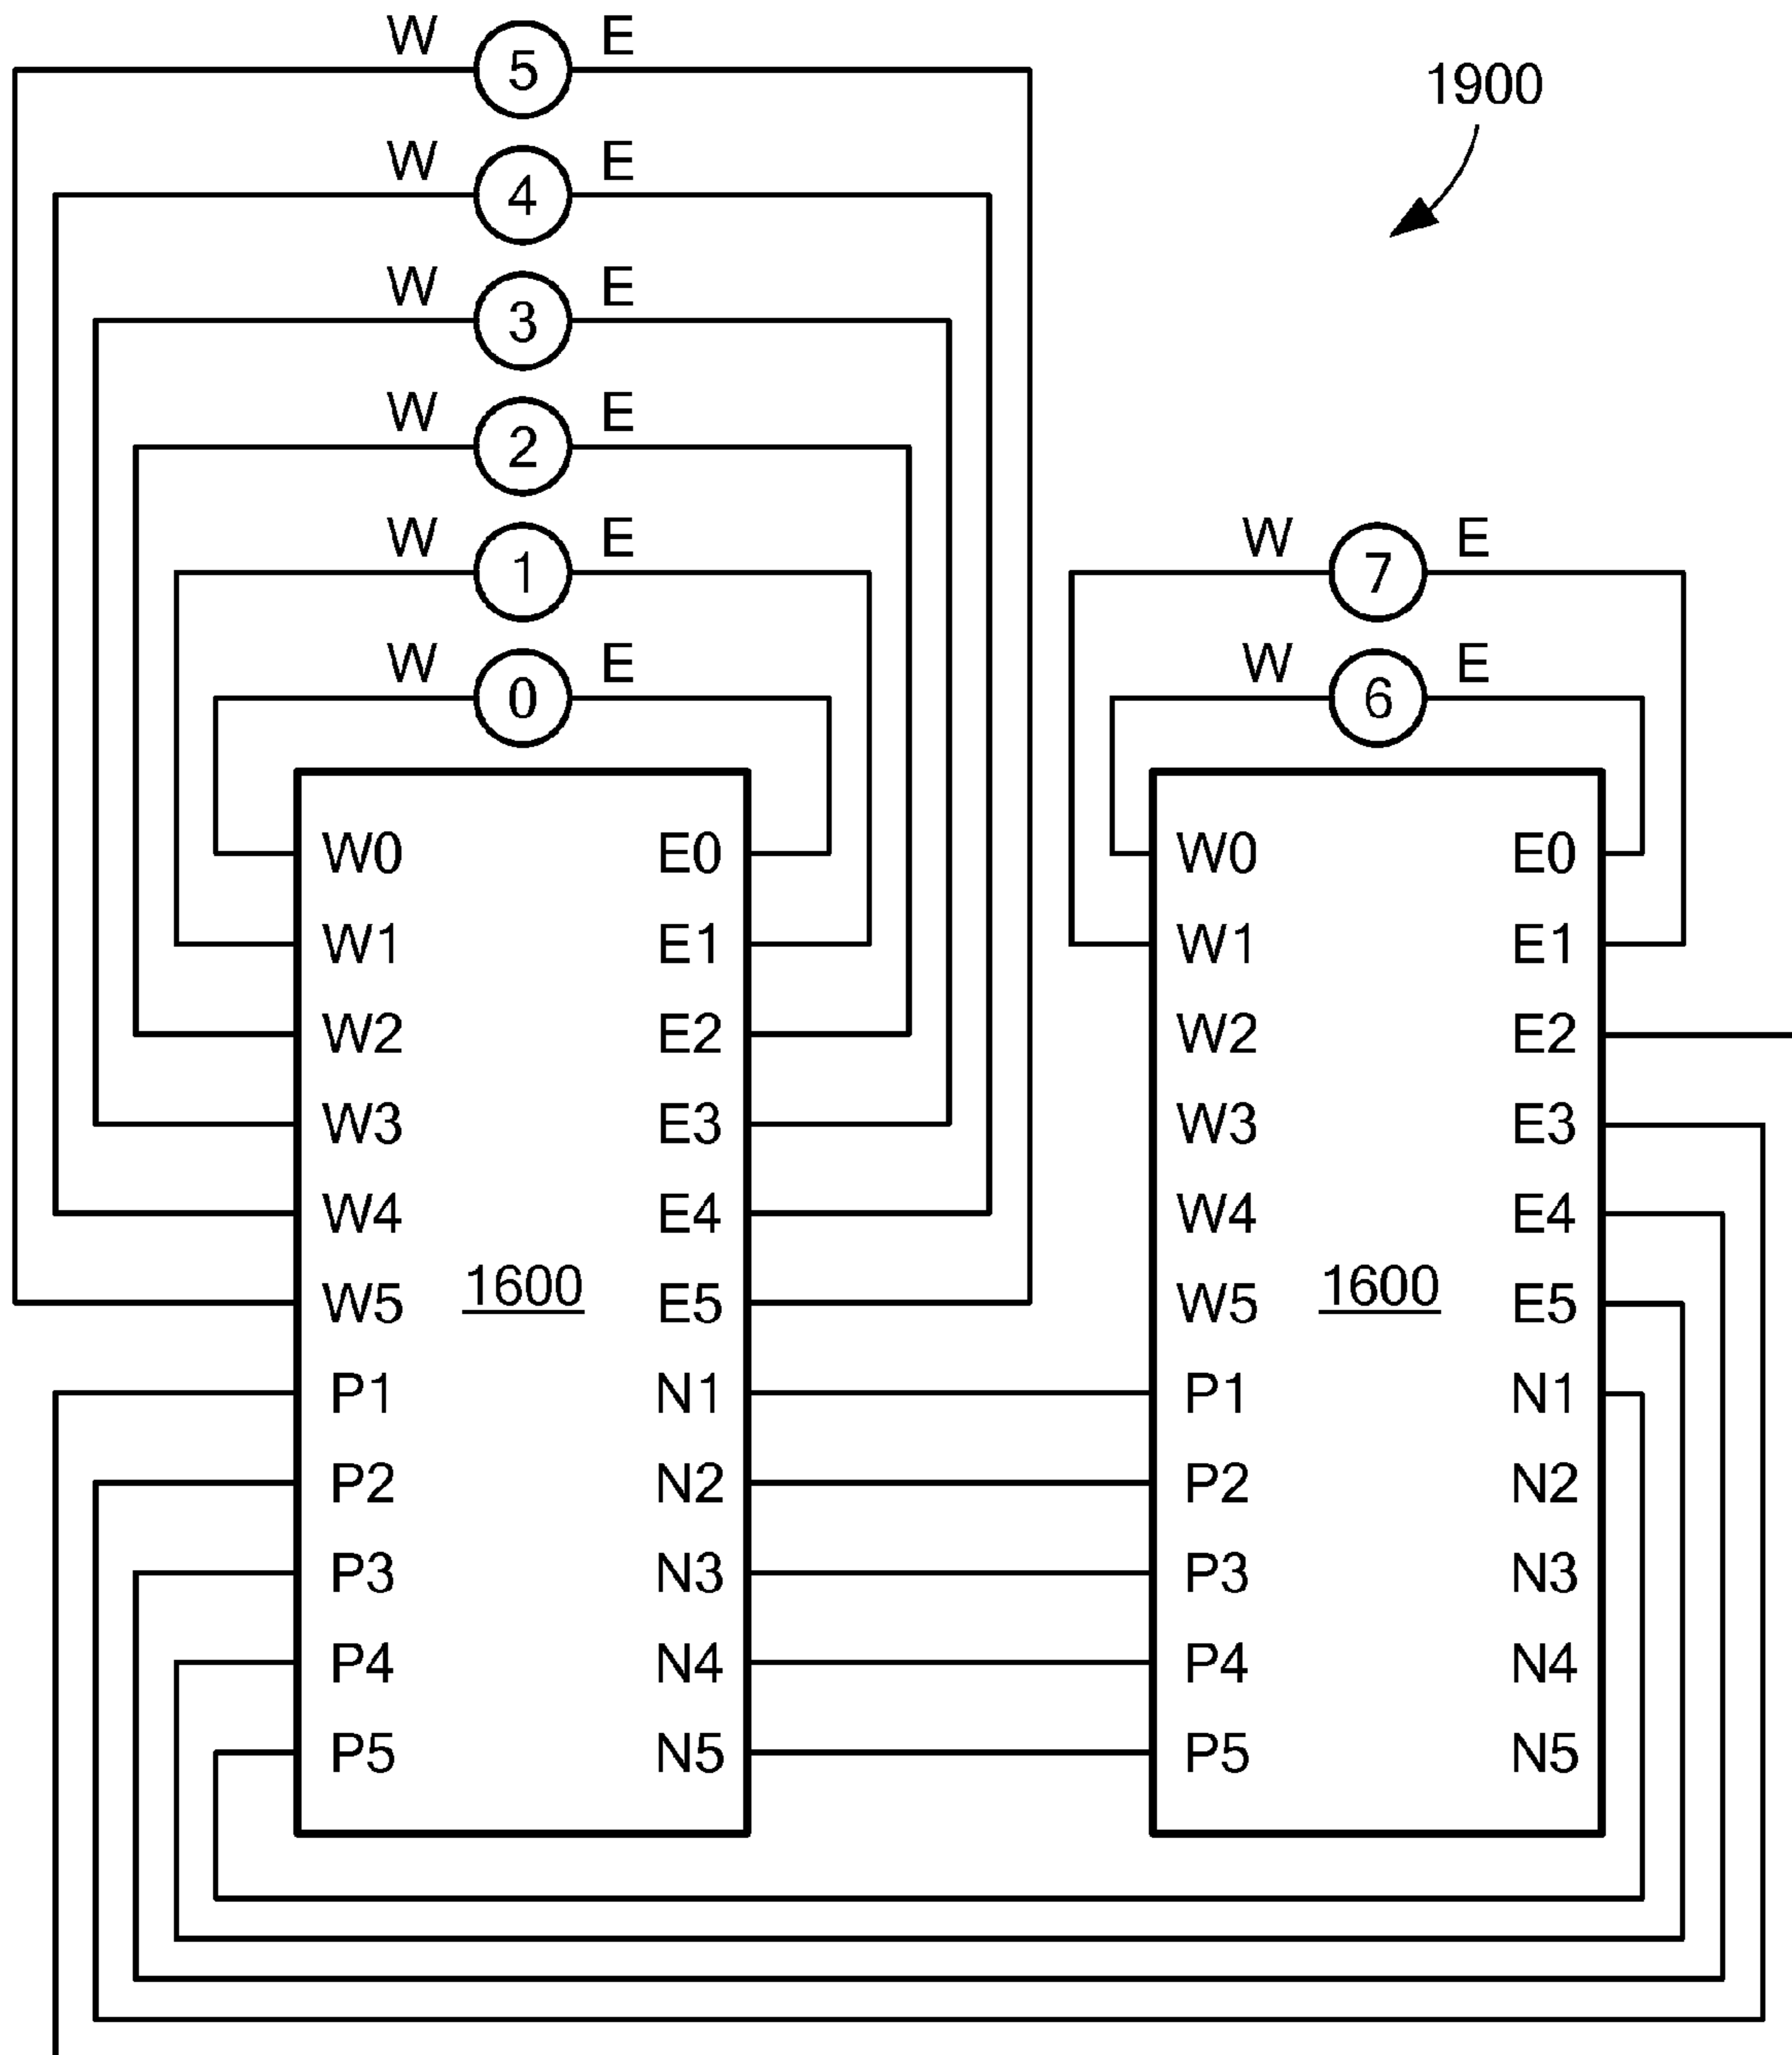 W 5 E
1900
W 4 E
W 3 E
W 2 E
W 1 E
W 7 E
W 0 E
W 6 E
W0 E0 W0 E0
W1 E1 W1 E1
W2 E2 W2 E2
W3 E3 W3 E3
W4 E4 W4 E4
W5 1600 E5 W5 1600 E5
P1 N1 P1 N1
P2 N2 P2 N2
P3 N3 P3 N3
P4 N4 P4 N4
P5 N5 P5 N5